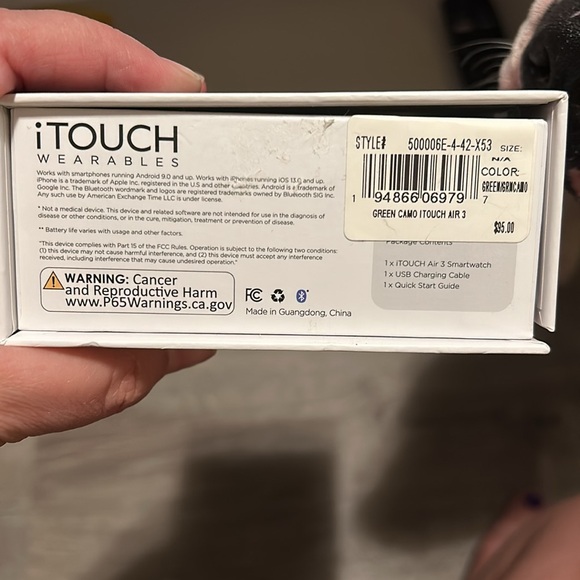 iTOUCH
WEARABLES
Works with smartphones running Android 9.0 and up. Works with iPhones running iOS 13.0 and up.
iPhone is a trademark of Apple Inc. registered in the U.S and other countries. Android is a trademark of
Google Inc. The Bluetooth wordmark and logos are registered trademarks owned by Bluetooth SIG Inc.
Any such use by American Exchange Time LLC is under license.
* Not a medical device. This device and related software are not intended for use in the diagnosis of
disease or other conditions, or in the cure, mitigation, treatment or prevention of disease.
** Battery life varies with usage and other factors.
"This device complies with Part 15 of the FCC Rules. Operation is subject to the following two conditions:
(1) this device may not cause harmful interference, and (2) this device must accept any interference
received, including interference that may cause undesired operation."
WARNING: Cancer
and Reproductive Harm
www.P65Warnings.ca.gov
FC
Made in Guangdong, China
STYLE# 500006E-4-42-X53 SIZE:
N/A
COLOR:
GREEN/GRNCAMO
1 94866 06979 7
GREEN CAMO ITOUCH AIR 3
$95.00
Package Contents
1 x iTOUCH Air 3 Smartwatch
1 x USB Charging Cable
1 x Quick Start Guide